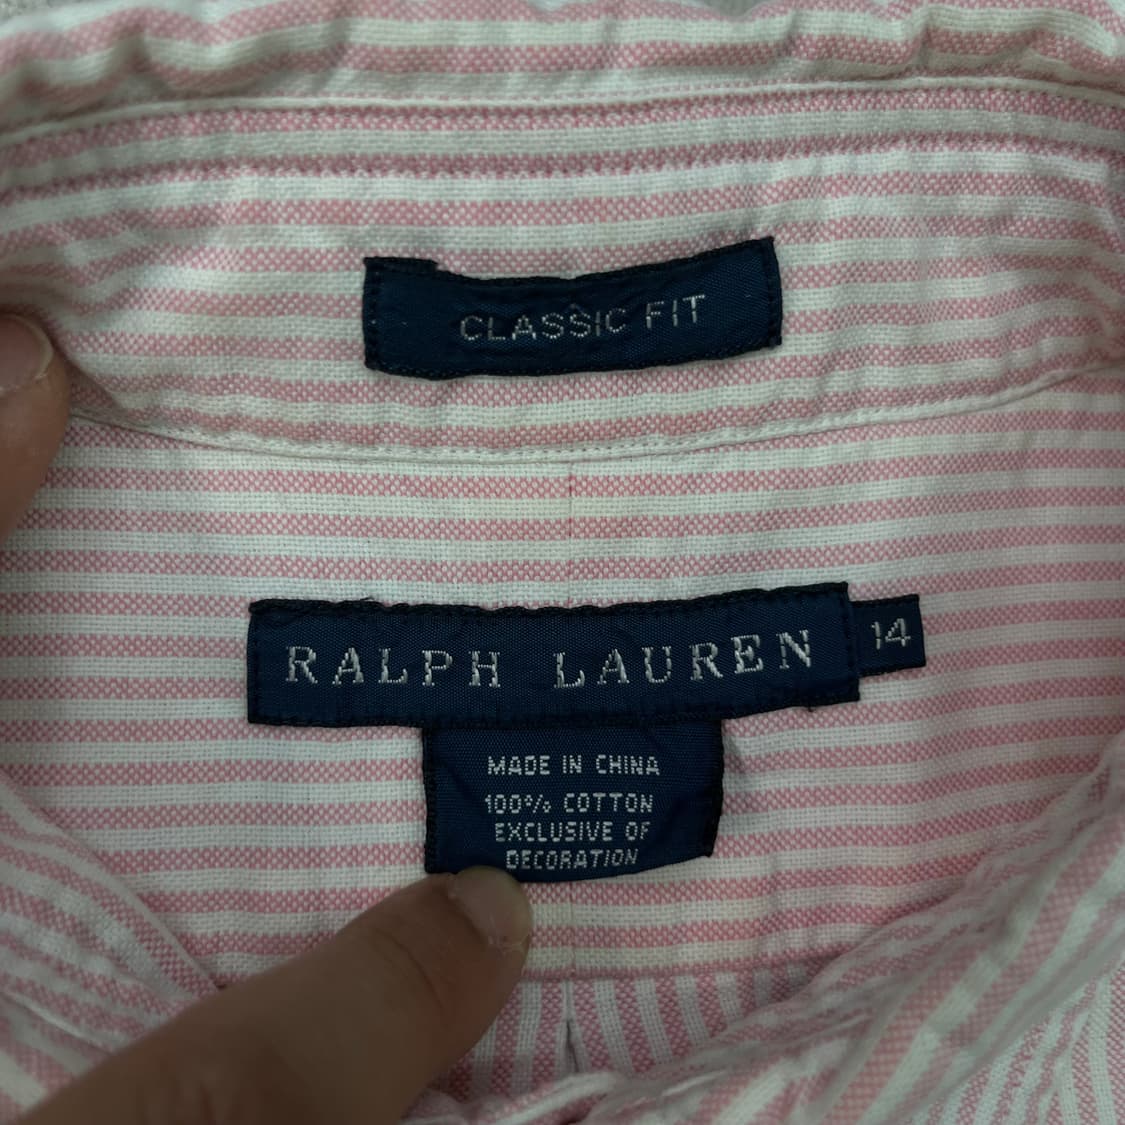 CLASSIC FIT
RALPH LAUREN
14
MADE IN CHINA
100% COTTON
EXCLUSIVE OF
DECORATION